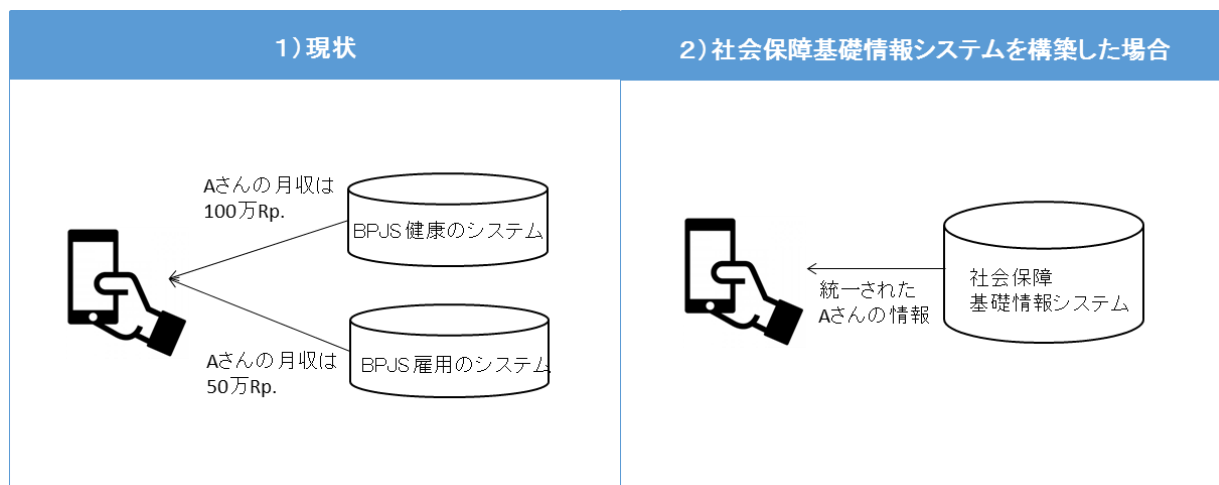 1)現状
2)社会保障基礎情報システムを構築した場合
Aさんの月収は
100万Rp.
BPJS健康のシステム
Aさんの月収は
50万Rp.
BPJS雇用のシステム
統一された
Aさんの情報
社会保障
基礎情報システム